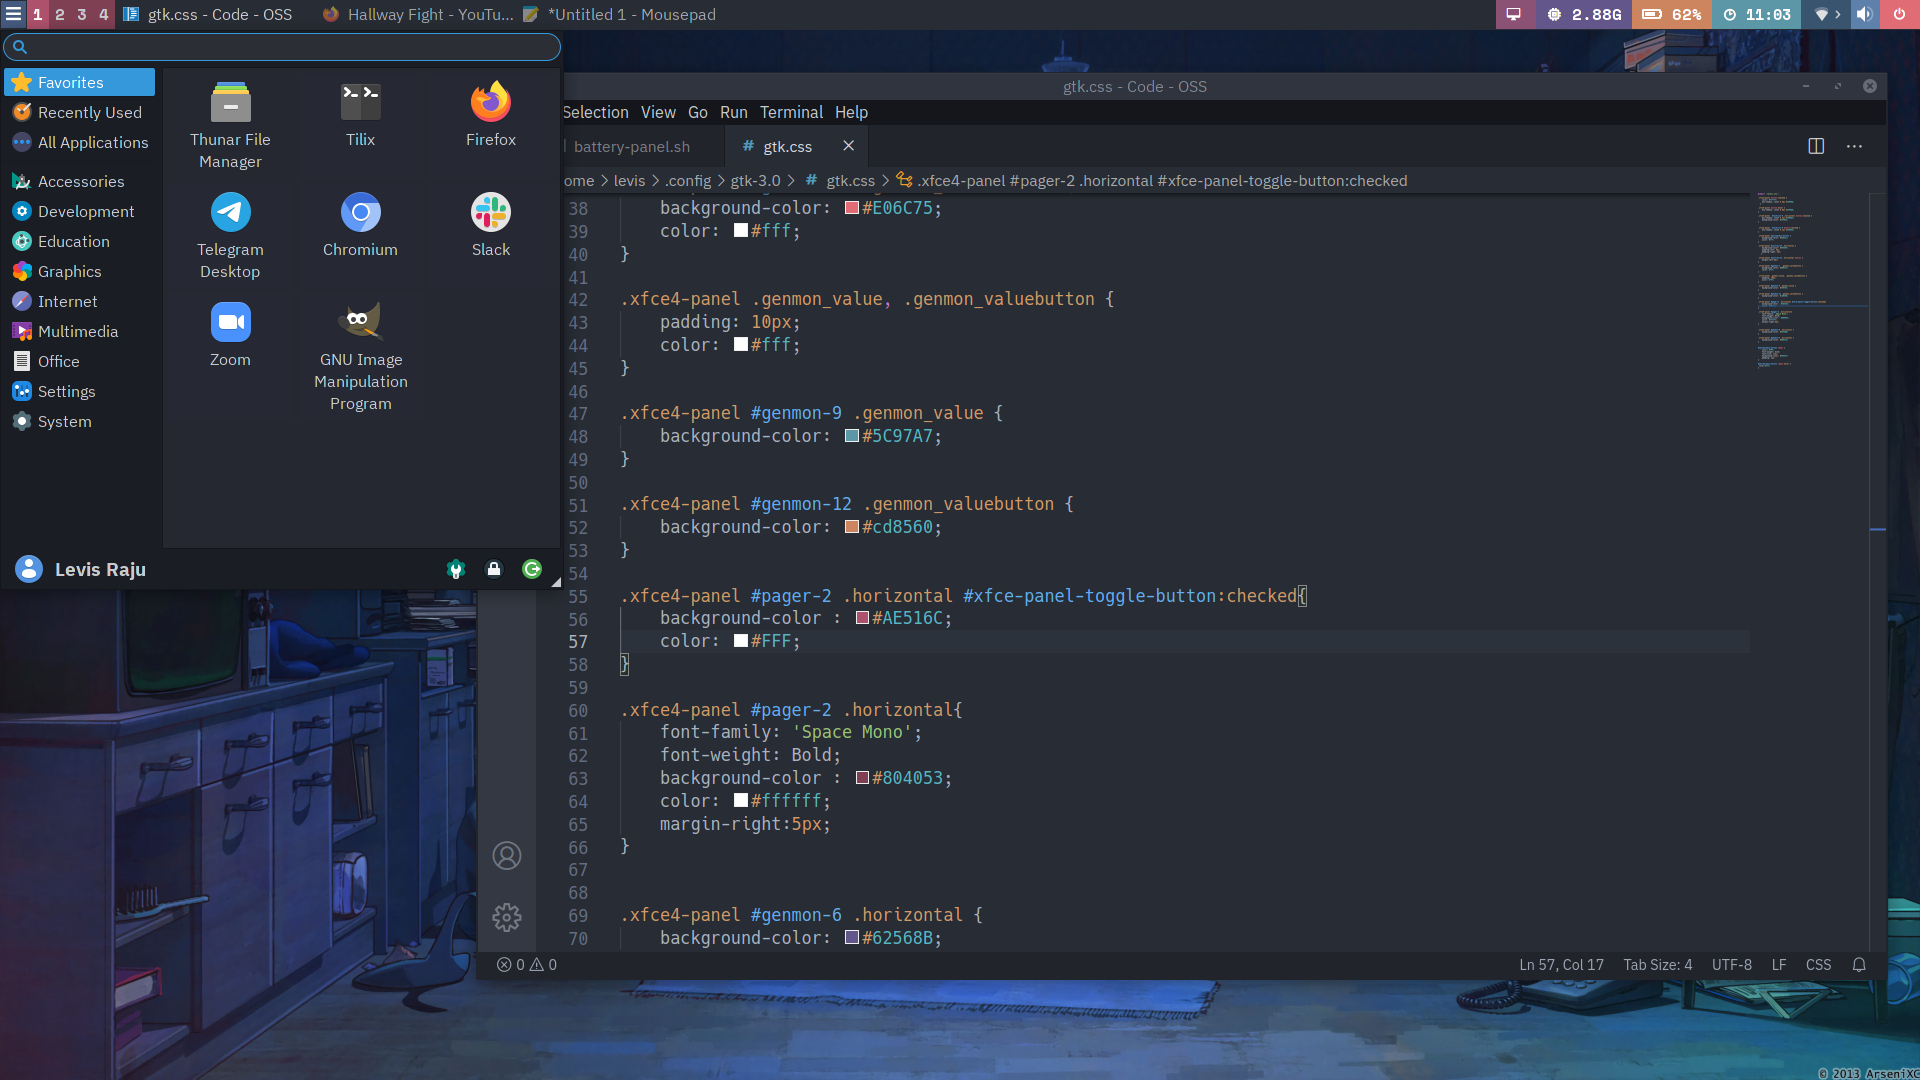 1 2 3 4 gtk.css - Code - OSS Hallway Fight - YouTu... *Untitled 1 - Mousepad 2.88G 62% 11:03
Favorites
Recently Used
All Applications
Accessories
Development
Education
Graphics
Internet
Multimedia
Office
Settings
System
Thunar File
Manager
Tilix
Firefox
Telegram
Desktop
Chromium
Slack
Zoom
GNU Image
Manipulation
Program
Levis Raju
gtk.css - Code - OSS
Selection View Go Run Terminal Help
battery-panel.sh # gtk.css
ome > levis > .config > gtk-3.0 > # gtk.css > .xfce4-panel #pager-2 .horizontal #xfce-panel-toggle-button:checked
38 background-color: #E06C75;
39 color: #fff;
40 }
41
42 .xfce4-panel .genmon_value, .genmon_valuebutton {
43 padding: 10px;
44 color: #fff;
45 }
46
47 .xfce4-panel #genmon-9 .genmon_value {
48 background-color: #5C97A7;
49 }
50
51 .xfce4-panel #genmon-12 .genmon_valuebutton {
52 background-color: #cd8560;
53 }
54
55 .xfce4-panel #pager-2 .horizontal #xfce-panel-toggle-button:checked{
56 background-color : #AE516C;
57 color: #FFF;
58 }
59
60 .xfce4-panel #pager-2 .horizontal{
61 font-family: 'Space Mono';
62 font-weight: Bold;
63 background-color : #804053;
64 color: #ffffff;
65 margin-right:5px;
66 }
67
68
69 .xfce4-panel #genmon-6 .horizontal {
70 background-color: #62568B;
0 0 Ln 57, Col 17 Tab Size: 4 UTF-8 LF CSS
© 2013 ArseniXC